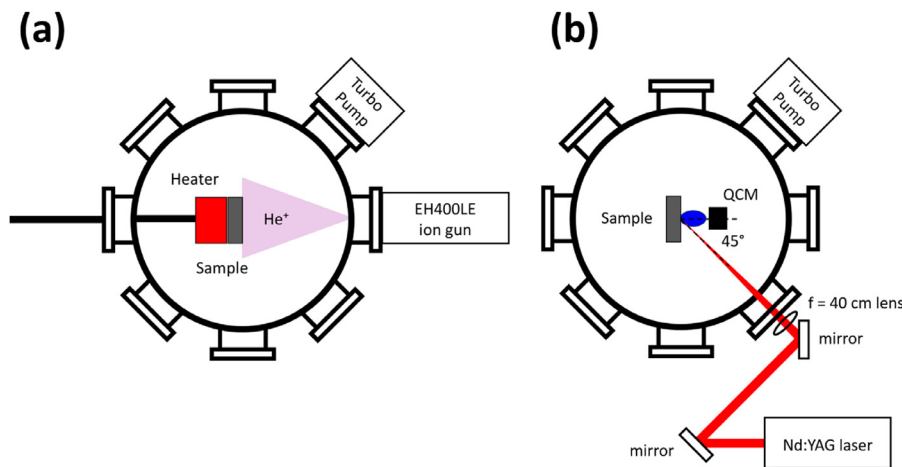 (a)
Turbo
Pump
Heater
He⁺
EH400LE
ion gun
Sample
(b)
Turbo
Pump
QCM
Sample
45°
f = 40 cm lens
mirror
mirror
Nd:YAG laser